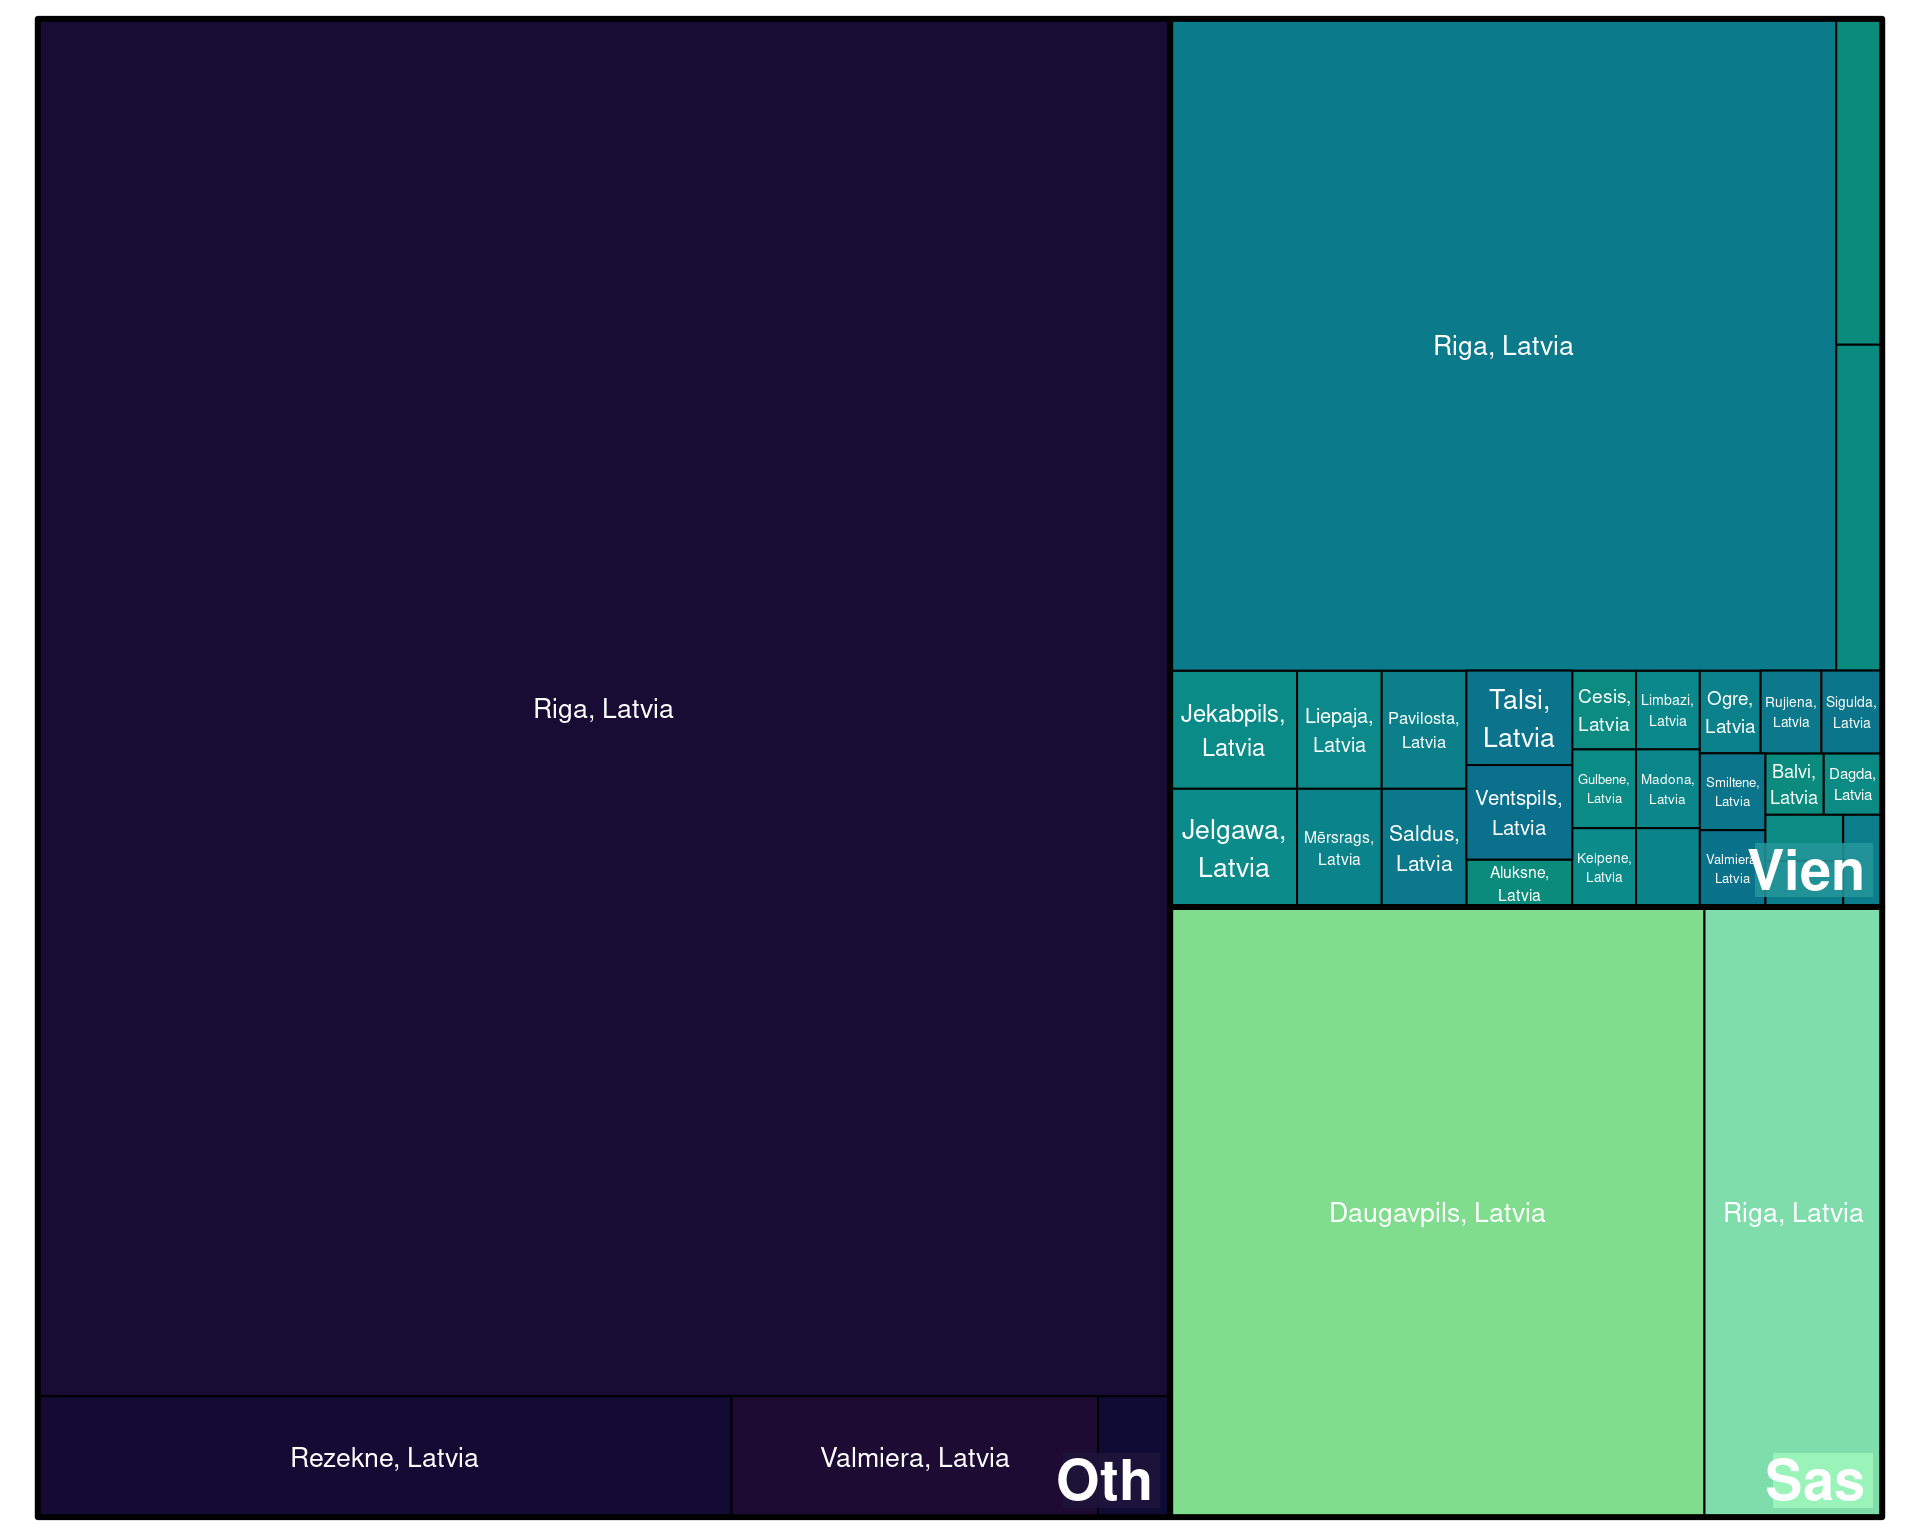 Riga, Latvia
Rezekne, Latvia
Valmiera, Latvia
Oth
Riga, Latvia
Jekabpils,
Latvia
Liepaja,
Latvia
Pavilosta,
Latvia
Talsi,
Latvia
Cesis,
Latvia
Limbazi,
Latvia
Ogre,
Latvia
Rujiena,
Latvia
Sigulda,
Latvia
Jelgawa,
Latvia
Mērsrags,
Latvia
Saldus,
Latvia
Ventspils,
Latvia
Aluksne,
Latvia
Gulbene,
Latvia
Madona,
Latvia
Keipene,
Latvia
Smiltene,
Latvia
Balvi,
Latvia
Dagda,
Latvia
Valmiera
Latvia
Vien
Daugavpils, Latvia
Riga, Latvia
Sas